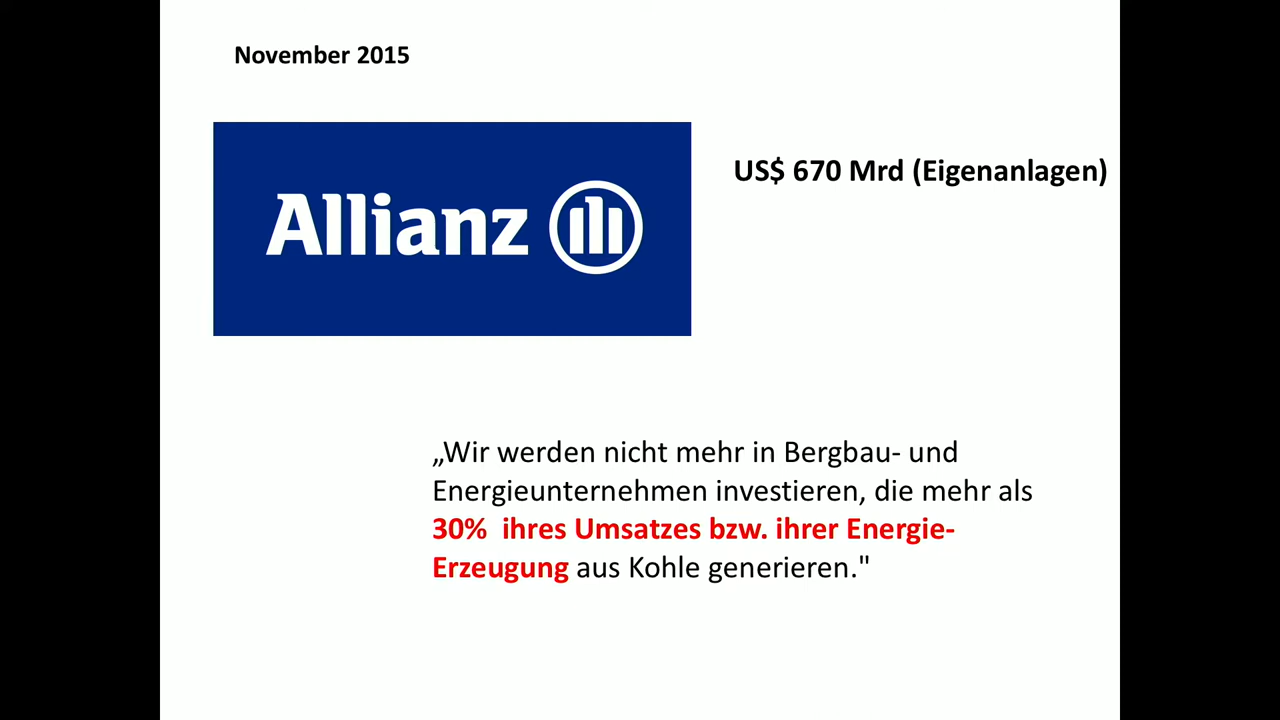 November 2015
Allianz
US$ 670 Mrd (Eigenanlagen)
„Wir werden nicht mehr in Bergbau- und
Energieunternehmen investieren, die mehr als
30%  ihres Umsatzes bzw. ihrer Energie-
Erzeugung aus Kohle generieren."